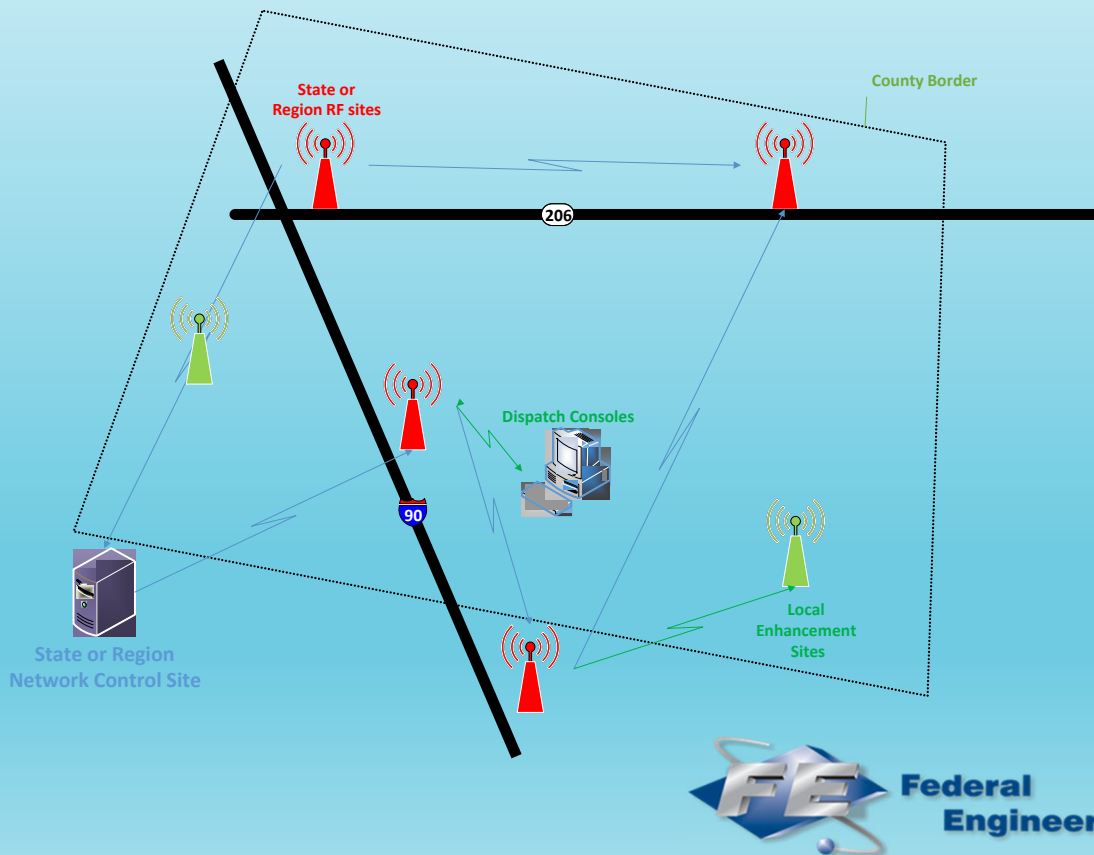 State or
Region RF sites
County Border
206
Dispatch Consoles
90
Local
Enhancement
Sites
State or Region
Network Control Site
FE
Federal
Engineer